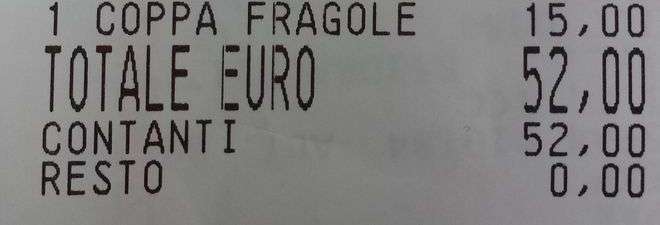 1 COPPA FRAGOLE 15,00
TOTALE EURO 52,00
CONTANTI 52,00
RESTO 0,00